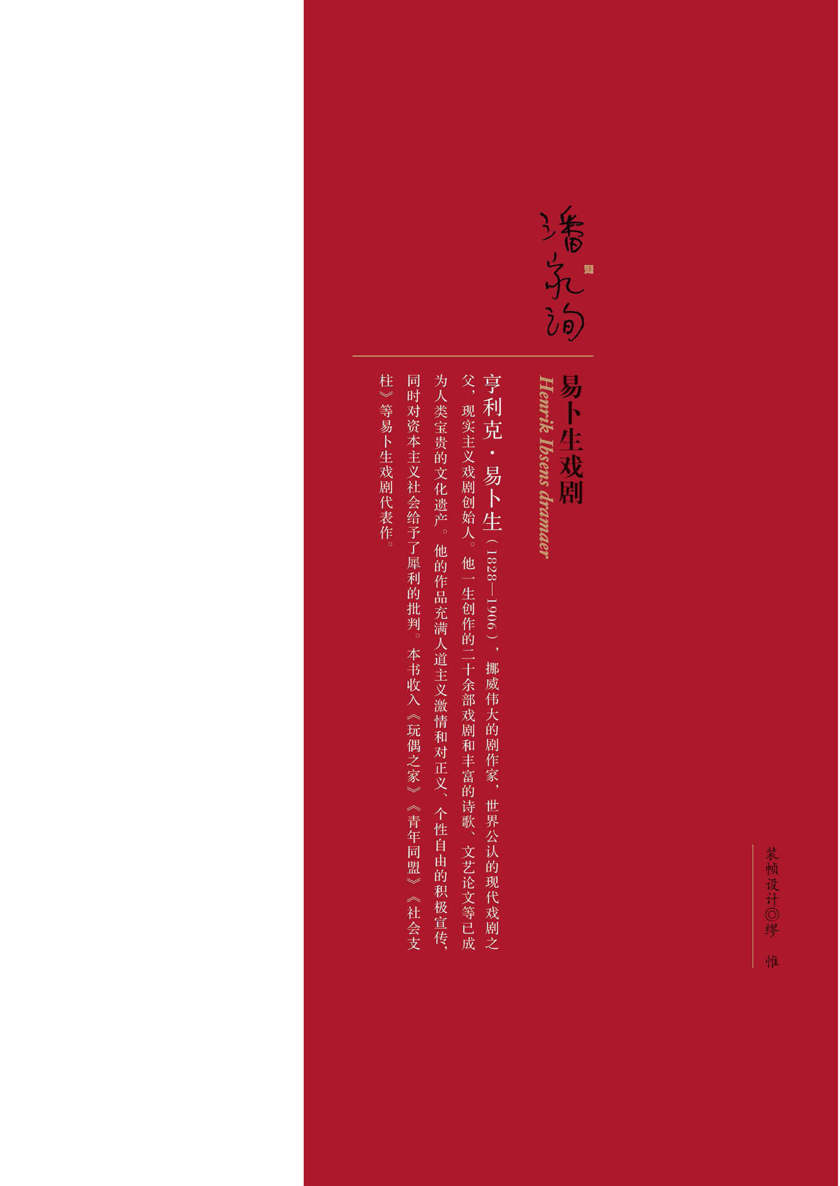 装帧设计◎缪　惟
潘家洵
易卜生戏剧
Henrik Ibsens dramaer
亨利克·易卜生（1828—1906），挪威伟大的剧作家，世界公认的现代戏剧之
父，现实主义戏剧创始人。他一生创作的二十余部戏剧和丰富的诗歌、文艺论文等已成
为人类宝贵的文化遗产。他的作品充满人道主义激情和对正义、个性自由的积极宣传，
同时对资本主义社会给予了犀利的批判。本书收入《玩偶之家》《青年同盟》《社会支
柱》等易卜生戏剧代表作。